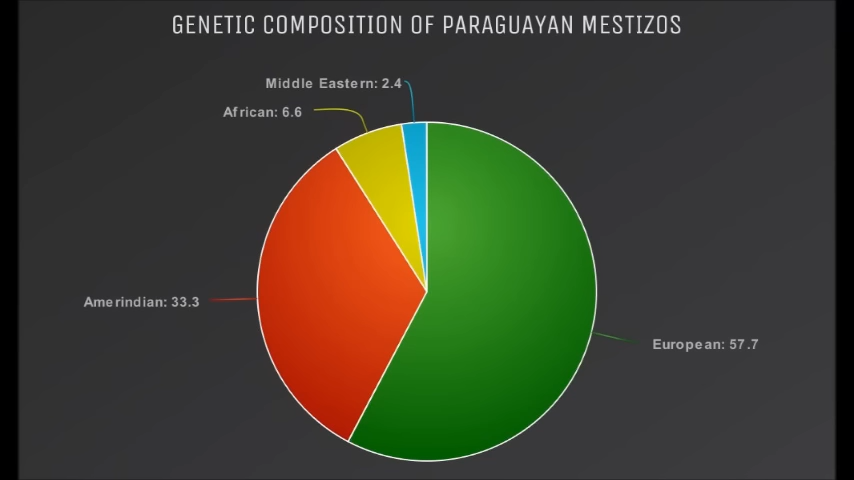 GENETIC COMPOSITION OF PARAGUAYAN MESTIZOS
Middle Eastern: 2.4
African: 6.6
Amerindian: 33.3
European: 57.7